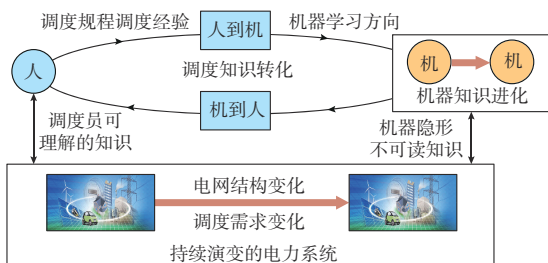 调度规程调度经验
人到机
机器学习方向
人
调度知识转化
机
机
机器知识进化
机到人
调度员可
理解的知识
机器隐形
不可读知识
电网结构变化
调度需求变化
持续演变的电力系统